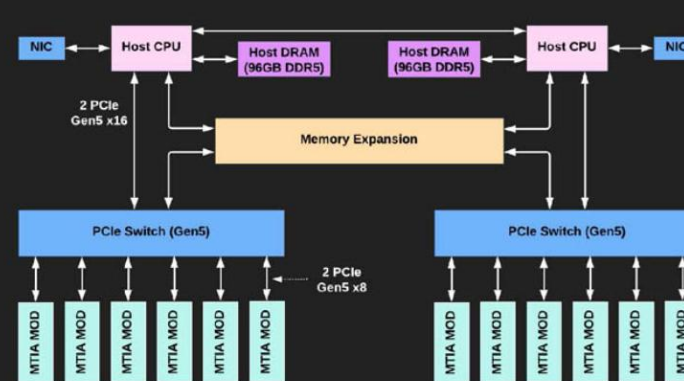 NIC
Host CPU
Host DRAM
(96GB DDR5)
Host DRAM
(96GB DDR5)
Host CPU
NIC
2 PCIe
Gen5 x16
Memory Expansion
PCIe Switch (Gen5)
PCIe Switch (Gen5)
2 PCIe
Gen5 x8
MTIA MOD
MTIA MOD
MTIA MOD
MTIA MOD
MTIA MOD
MTIA MOD
MTIA MOD
MTIA MOD
MTIA MOD
MTIA MOD
MTIA MOD
MTIA MOD